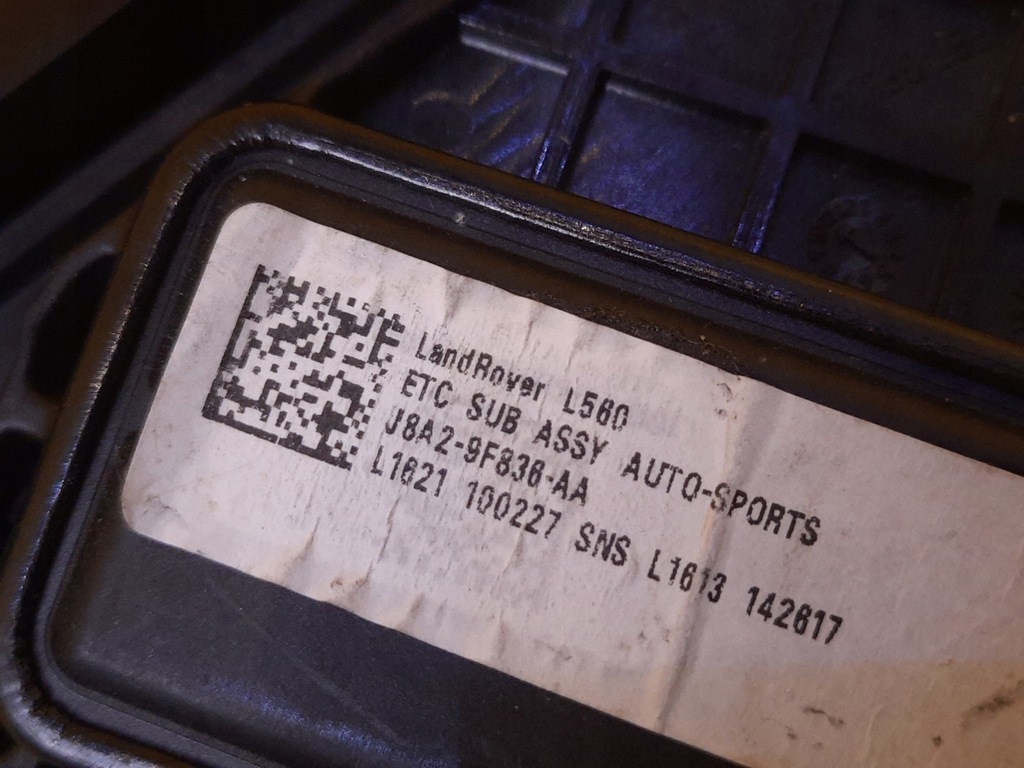 LandRover L560
ETC SUB ASSY AUTO-SPORTS
J8A2-9F836-AA
L1621 100227 SNS L1613 142617